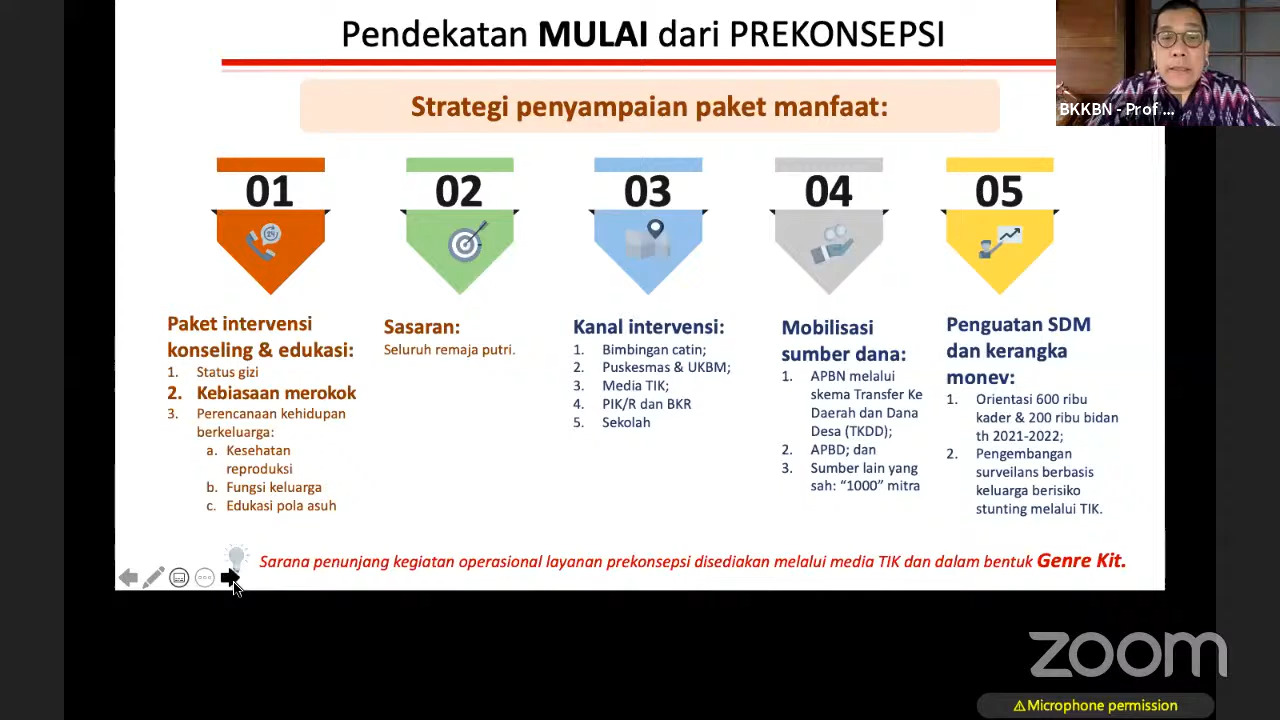 Pendekatan MULAI dari PREKONSEPSI
Strategi penyampaian paket manfaat:
BKKBN - Prof ...
01
Paket intervensi
konseling & edukasi:
1. Status gizi
2. Kebiasaan merokok
3. Perencanaan kehidupan
berkeluarga:
a. Kesehatan
reproduksi
b. Fungsi keluarga
c. Edukasi pola asuh
02
Sasaran:
Seluruh remaja putri.
03
Kanal intervensi:
1. Bimbingan catin;
2. Puskesmas & UKBM;
3. Media TIK;
4. PIK/R dan BKR
5. Sekolah
04
Mobilisasi
sumber dana:
1. APBN melalui
skema Transfer Ke
Daerah dan Dana
Desa (TKDD);
2. APBD; dan
3. Sumber lain yang
sah: “1000” mitra
05
Penguatan SDM
dan kerangka
monev:
1. Orientasi 600 ribu
kader & 200 ribu bidan
th 2021-2022;
2. Pengembangan
surveilans berbasis
keluarga berisiko
stunting melalui TIK.
Sarana penunjang kegiatan operasional layanan prekonsepsi disediakan melalui media TIK dan dalam bentuk Genre Kit.
zoom
⚠Microphone permission